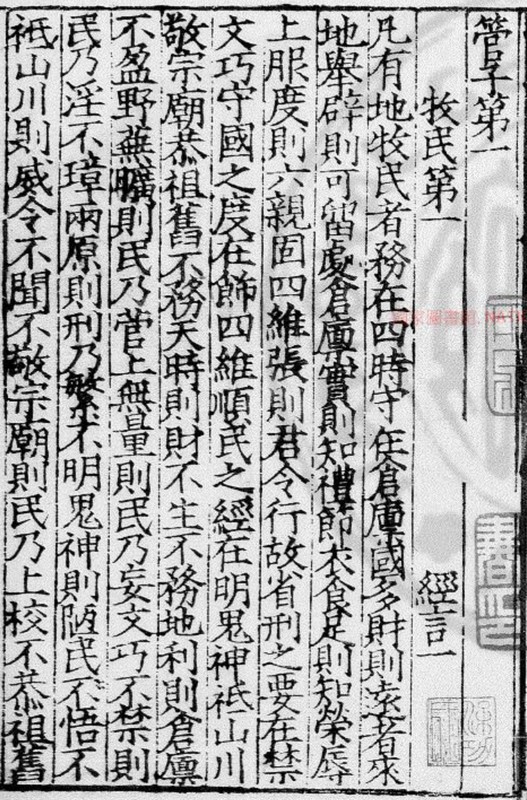 管子第一
牧民第一 經言一
凡有地牧民者務在四時守在倉廩國多財則遠者來
地舉辟則可留處倉廩實則知禮節衣食足則知榮辱
上服度則六親固四維張則君令行故省刑之要在禁
文巧守國之度在飾四維順民之經在明鬼神祇山川
敬宗廟恭祖舊不務天時則財不生不務地利則倉廩
不盈野蕪曠則民乃菅上無量則民乃妄文巧不禁則
民乃淫不璋兩原則刑乃繁不明鬼神則陋民不悟不
祇山川則威令不聞不敬宗廟則民乃上校不恭祖舊